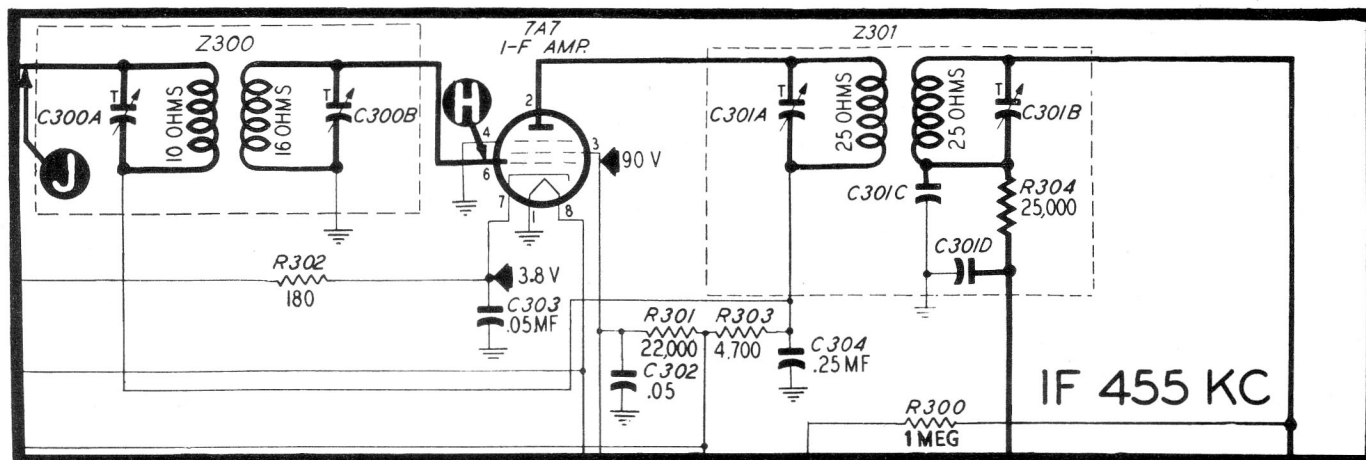 Z300
7A7
I-F AMP.
Z301
C300A
T
10 OHMS
16 OHMS
T
C300B
H
J
2
4
3
6
7
1
8
90 V
T
C301A
25 OHMS
25 OHMS
T
C301B
C301C
R304
25,000
C301D
R302
180
3.8 V
C303
.05MF
R301
22,000
R303
4,700
C302
.05
C304
.25MF
IF 455 KC
R300
1 MEG